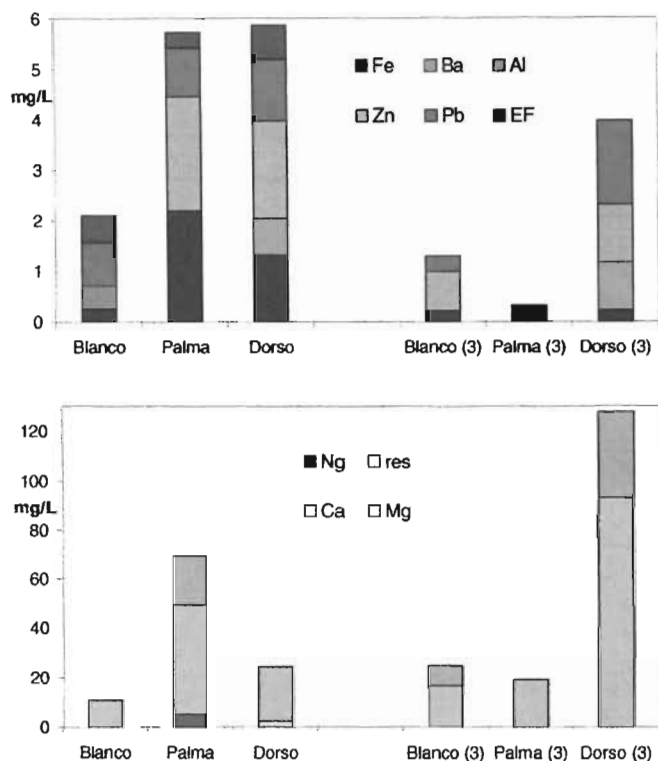 6
5
mg/L
4
3
2
1
0
Fe Ba Al
Zn Pb EF
Blanco Palma Dorso Blanco (3) Palma (3) Dorso (3)
120
100
mg/L
80
60
40
20
0
Ng res
Ca Mg
Blanco Palma Dorso Blanco (3) Palma (3) Dorso (3)